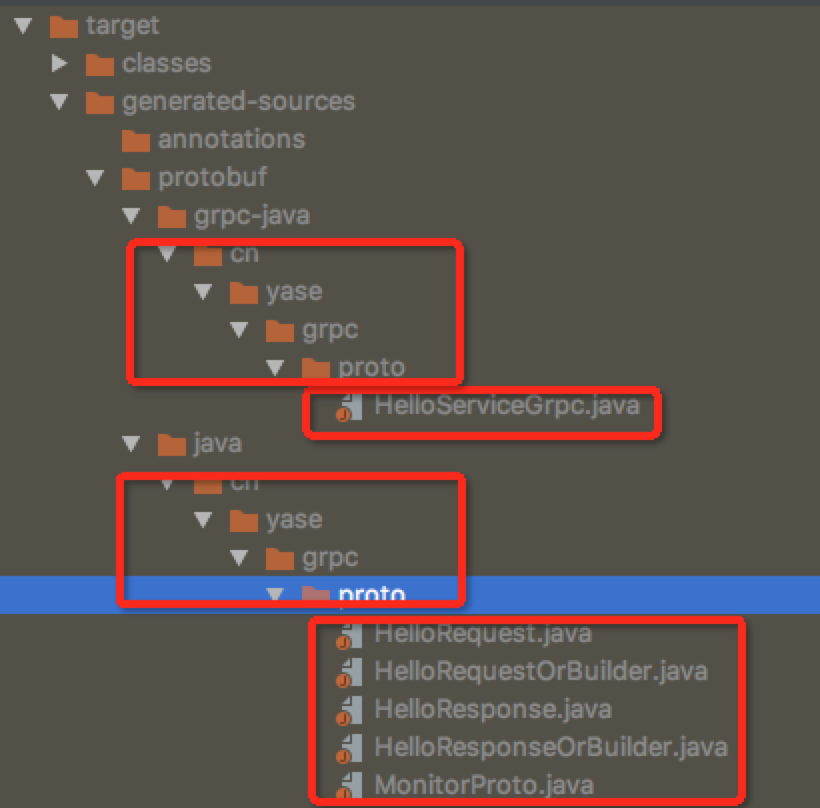 target
classes
generated-sources
annotations
protobuf
grpc-java
cn
yase
grpc
proto
HelloServiceGrpc.java
java
cn
yase
grpc
proto
HelloRequest.java
HelloRequestOrBuilder.java
HelloResponse.java
HelloResponseOrBuilder.java
MonitorProto.java